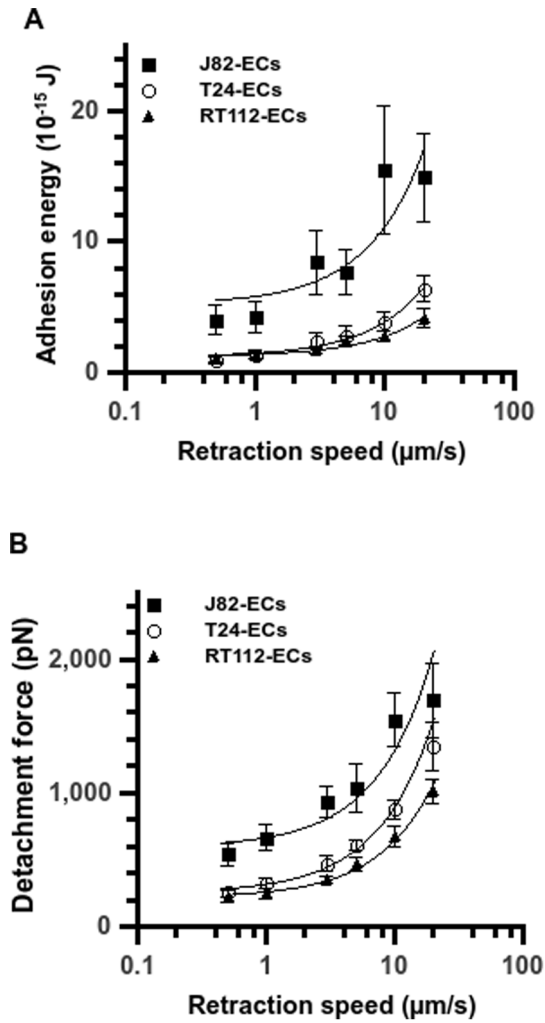 A
J82-ECs
T24-ECs
RT112-ECs
Adhesion energy (10⁻¹⁵ J)
20
10
0
0.1 1 10 100
Retraction speed (µm/s)
B
J82-ECs
T24-ECs
RT112-ECs
Detachment force (pN)
2,000
1,000
0
0.1 1 10 100
Retraction speed (µm/s)